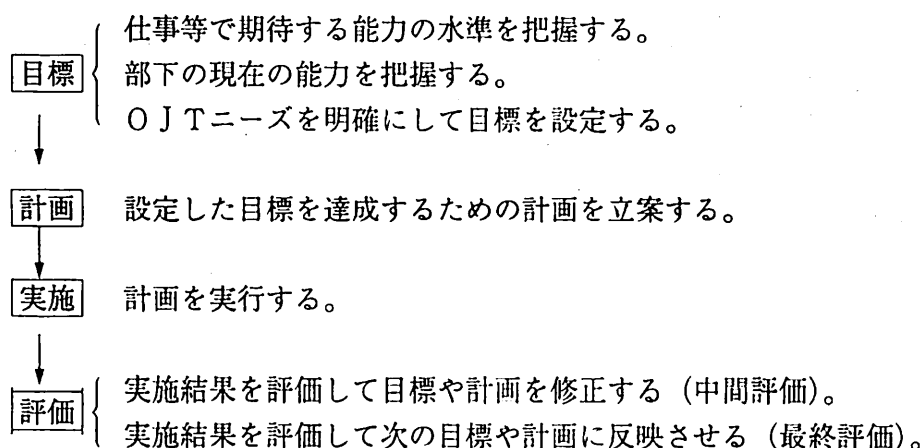 仕事等で期待する能力の水準を把握する。
目標 部下の現在の能力を把握する。
OJTニーズを明確にして目標を設定する。
計画 設定した目標を達成するための計画を立案する。
実施 計画を実行する。
実施結果を評価して目標や計画を修正する（中間評価）。
評価
実施結果を評価して次の目標や計画に反映させる（最終評価）。